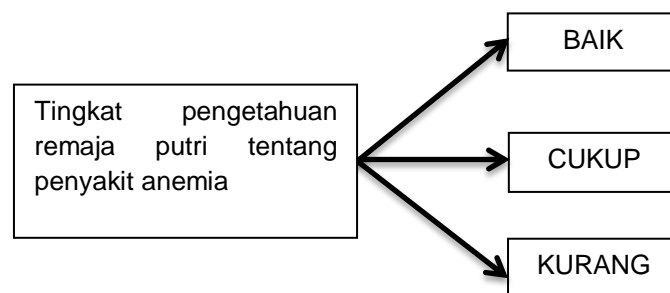 BAIK
Tingkat pengetahuan
remaja putri tentang
penyakit anemia
CUKUP
KURANG